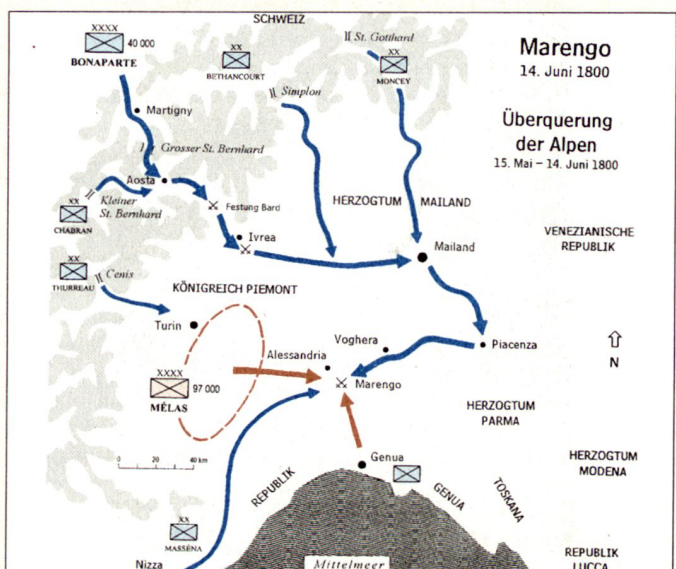 SCHWEIZ
XXXX
40 000
BONAPARTE
XX
BETHANCOURT
St. Gotthard
XX
MONCEY
Marengo
14. Juni 1800
Simplon
Martigny
Überquerung
der Alpen
15. Mai – 14. Juni 1800
Grosser St. Bernhard
Aosta
Kleiner
St. Bernhard
XX
CHABRAN
Festung Bard
HERZOGTUM MAILAND
Ivrea
Mailand
VENEZIANISCHE
REPUBLIK
XX
THURREAU
Cenis
KÖNIGREICH PIEMONT
Turin
Voghera
Piacenza
Alessandria
N
XXXX
97 000
MÉLAS
Marengo
HERZOGTUM
PARMA
Genua
HERZOGTUM
MODENA
0 20 40 km
REPUBLIK GENUA
TOSKANA
XX
MASSÉNA
Nizza
Mittelmeer
REPUBLIK
LUCCA